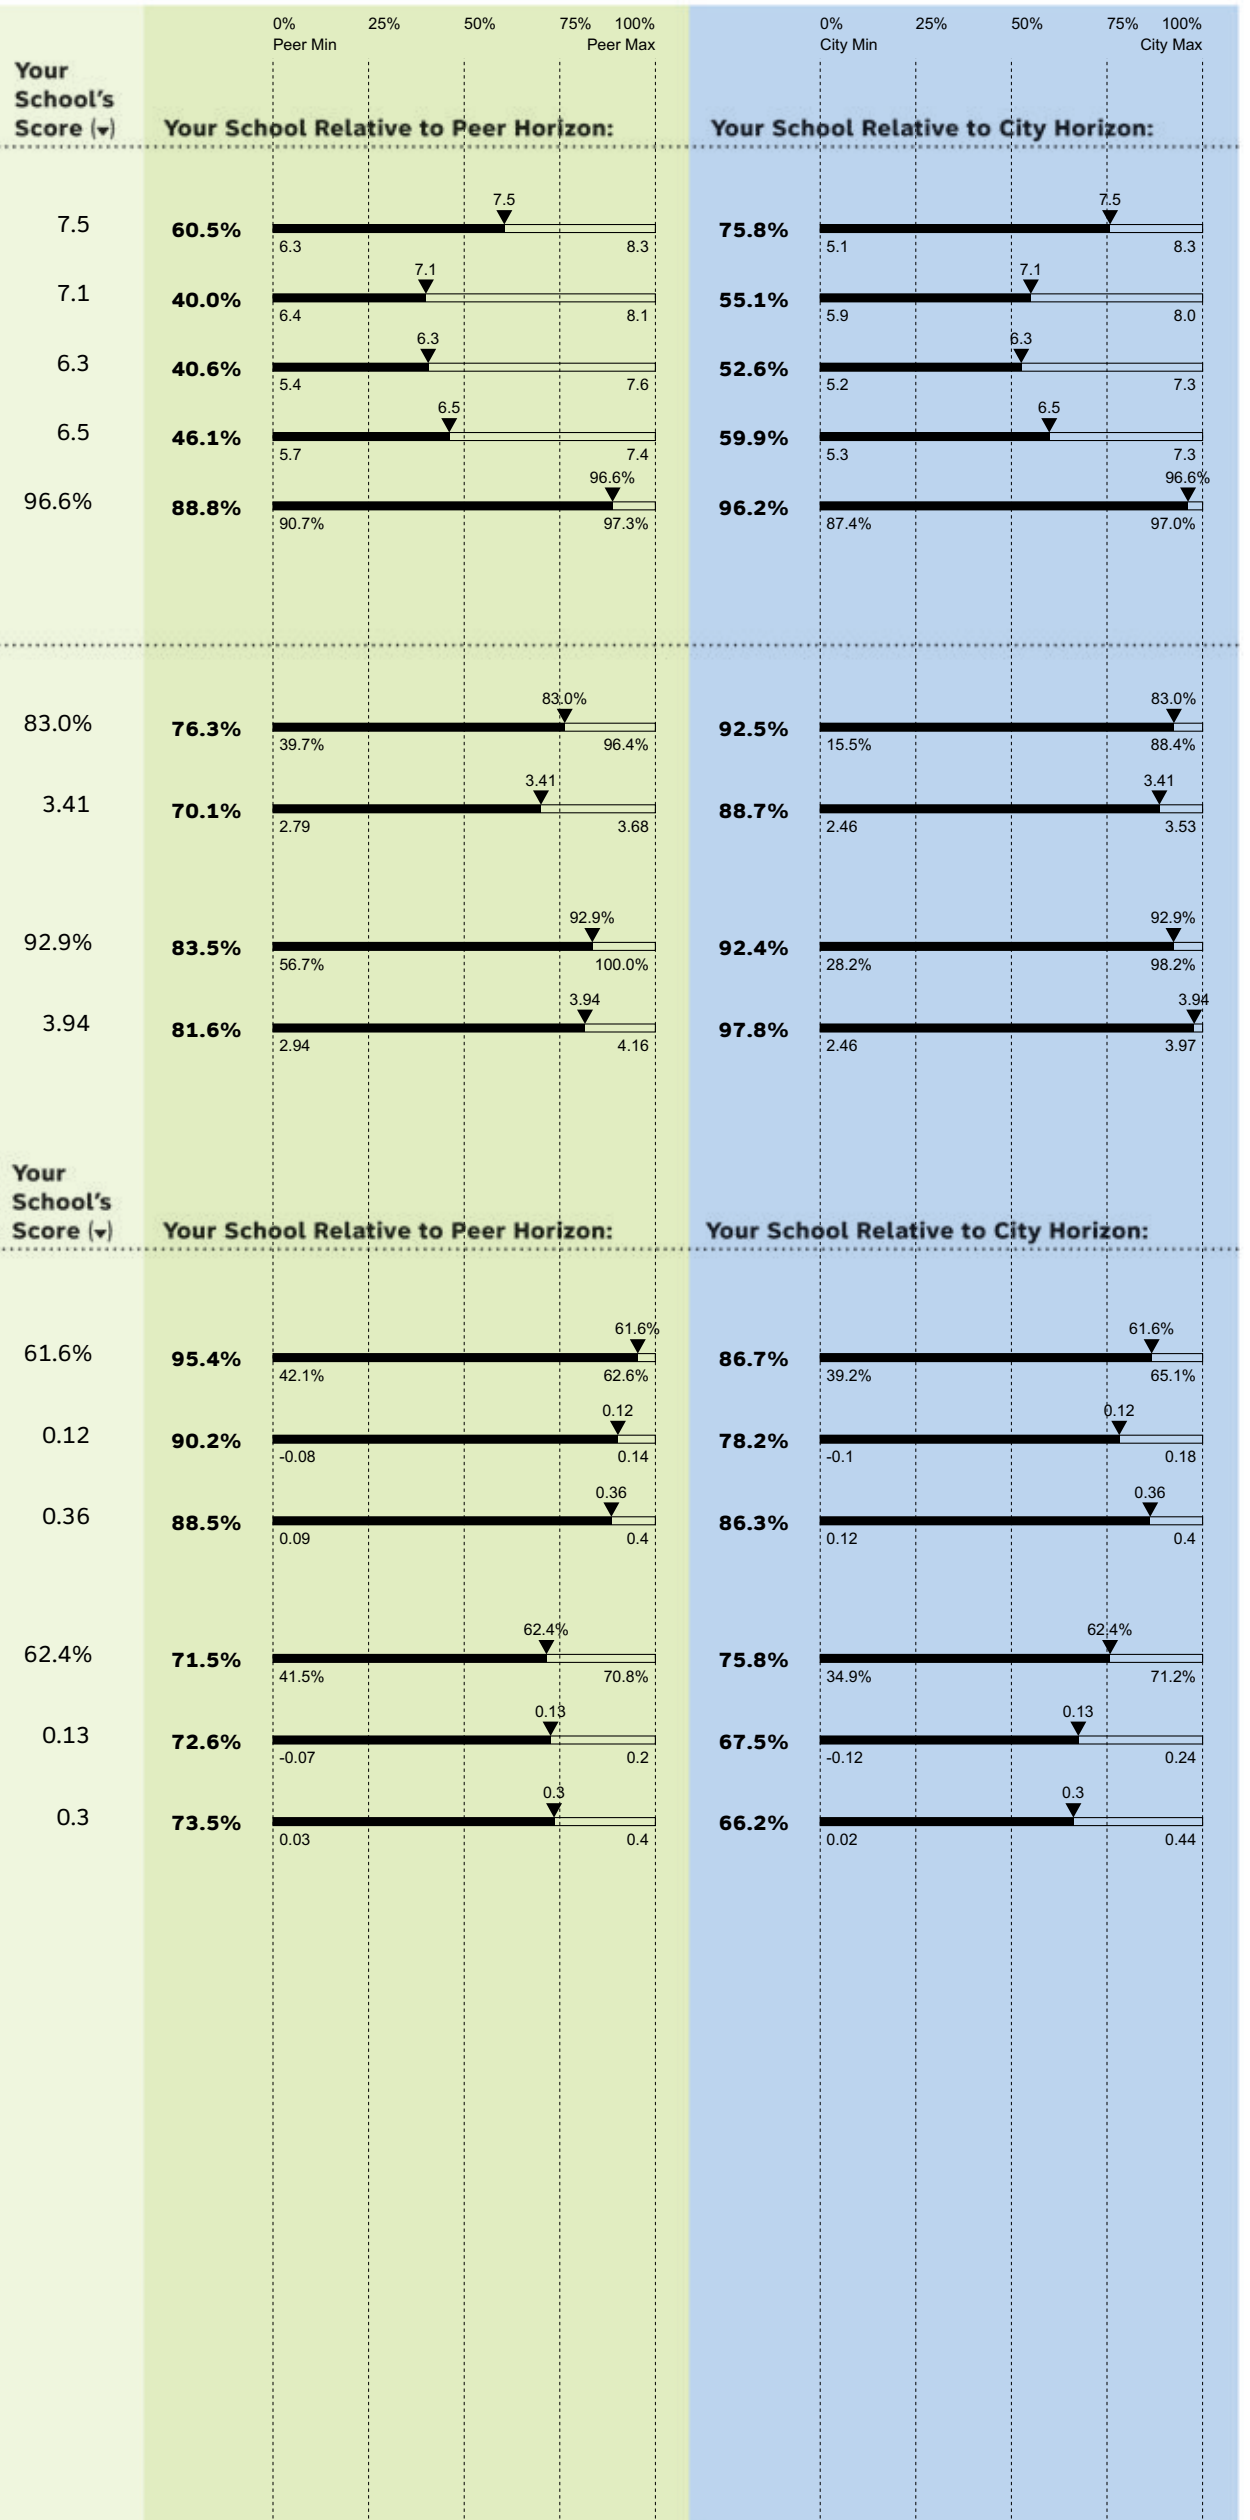 0% 25% 50% 75% 100% 0% 25% 50% 75% 100%
Peer Min Peer Max City Min City Max
Your
School's
Score (▾) Your School Relative to Peer Horizon: Your School Relative to City Horizon:
7.5 7.5
7.5 60.5% 75.8%
6.3 8.3 5.1 8.3
7.1 7.1
7.1 40.0% 55.1%
6.4 8.1 5.9 8.0
6.3 6.3
6.3 40.6% 52.6%
5.4 7.6 5.2 7.3
6.5 6.5
6.5 46.1% 59.9%
5.7 7.4 5.3 7.3
96.6% 96.6%
96.6% 88.8% 96.2%
90.7% 97.3% 87.4% 97.0%
83.0% 83.0%
83.0% 76.3% 92.5%
39.7% 96.4% 15.5% 88.4%
3.41 3.41
3.41 70.1% 88.7%
2.79 3.68 2.46 3.53
92.9% 92.9%
92.9% 83.5% 92.4%
56.7% 100.0% 28.2% 98.2%
3.94 3.94
3.94 81.6% 97.8%
2.94 4.16 2.46 3.97
Your
School's
Score (▾) Your School Relative to Peer Horizon: Your School Relative to City Horizon:
61.6% 61.6%
61.6% 95.4% 86.7%
42.1% 62.6% 39.2% 65.1%
0.12 0.12
0.12 90.2% 78.2%
-0.08 0.14 -0.1 0.18
0.36 0.36
0.36 88.5% 86.3%
0.09 0.4 0.12 0.4
62.4% 62.4%
62.4% 71.5% 75.8%
41.5% 70.8% 34.9% 71.2%
0.13 0.13
0.13 72.6% 67.5%
-0.07 0.2 -0.12 0.24
0.3 0.3
0.3 73.5% 66.2%
0.03 0.4 0.02 0.44